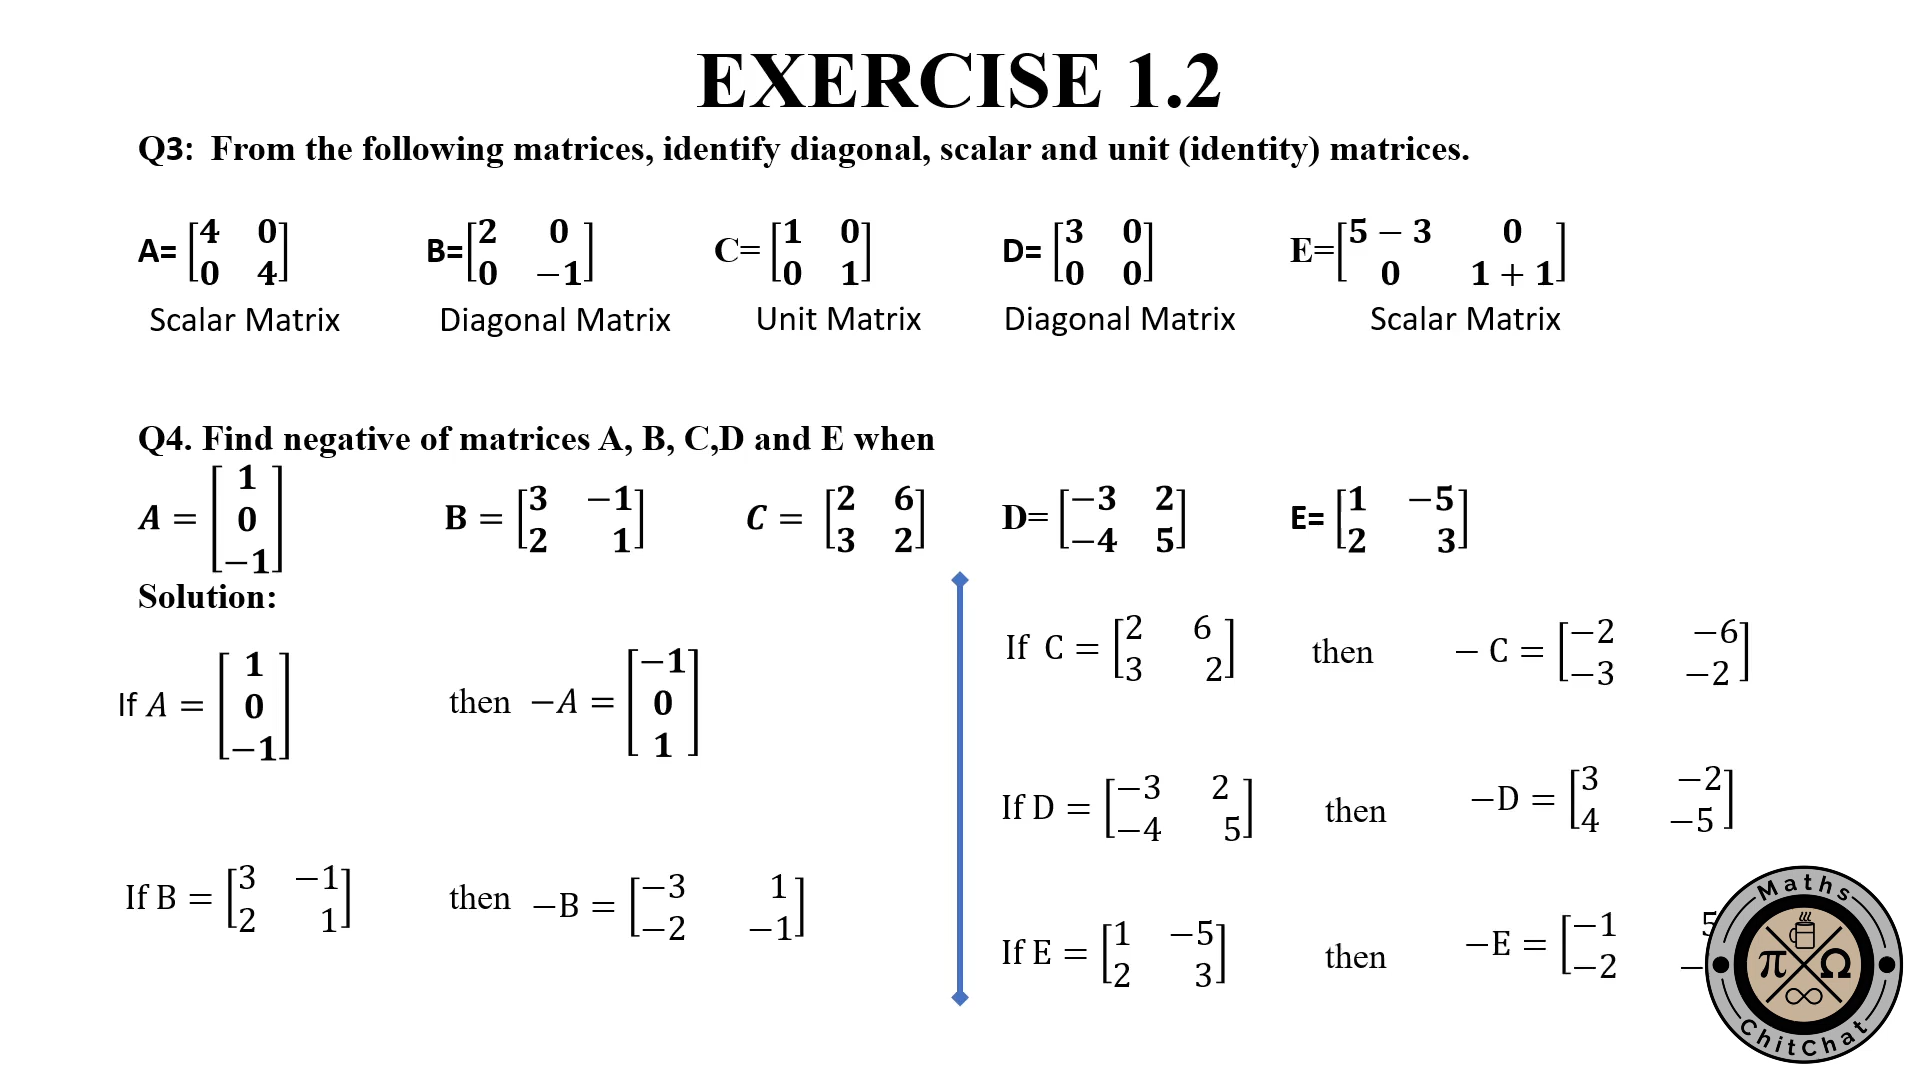 EXERCISE 1.2
Q3: From the following matrices, identify diagonal, scalar and unit (identity) matrices.
A= [4 0; 0 4] B=[2 0; 0 −1] C= [1 0; 0 1] D= [3 0; 0 0] E=[5 − 3 0; 0 1 + 1]
Scalar Matrix Diagonal Matrix Unit Matrix Diagonal Matrix Scalar Matrix
Q4. Find negative of matrices A, B, C,D and E when
A = [1; 0; −1] B = [3 −1; 2 1] C = [2 6; 3 2] D= [−3 2; −4 5] E= [1 −5; 2 3]
Solution:
If A = [1; 0; −1] then −A = [−1; 0; 1]
If B = [3 −1; 2 1] then −B = [−3 1; −2 −1]
If C = [2 6; 3 2] then − C = [−2 −6; −3 −2]
If D = [−3 2; −4 5] then −D = [3 −2; 4 −5]
If E = [1 −5; 2 3] then −E = [−1 5; −2 −
Maths
π Ω
∞
ChitChat